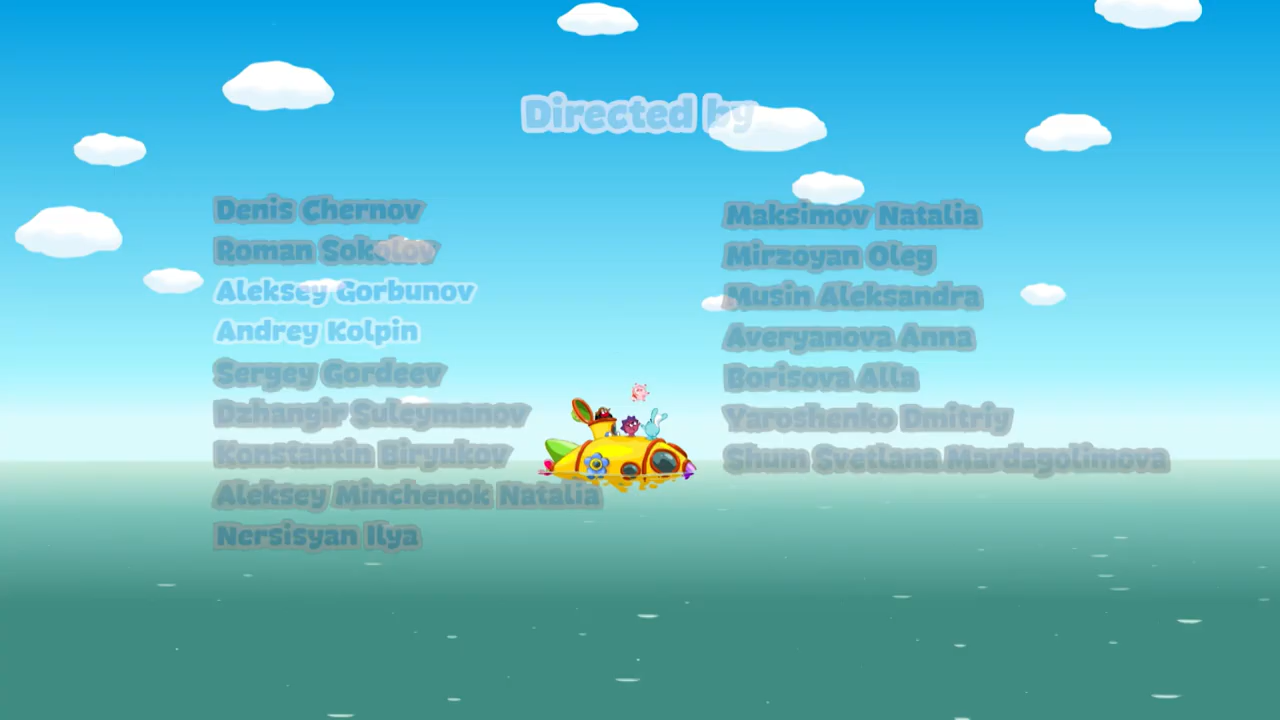 Directed by
Denis Chernov
Roman Sokolov
Aleksey Gorbunov
Andrey Kolpin
Sergey Gordeev
Dzhangir Suleymanov
Konstantin Biryukov
Aleksey Minchenok Natalia
Nersisyan Ilya
Maksimov Natalia
Mirzoyan Oleg
Musin Aleksandra
Averyanova Anna
Borisova Alla
Yaroshenko Dmitriy
Shum Svetlana Mardagolimova